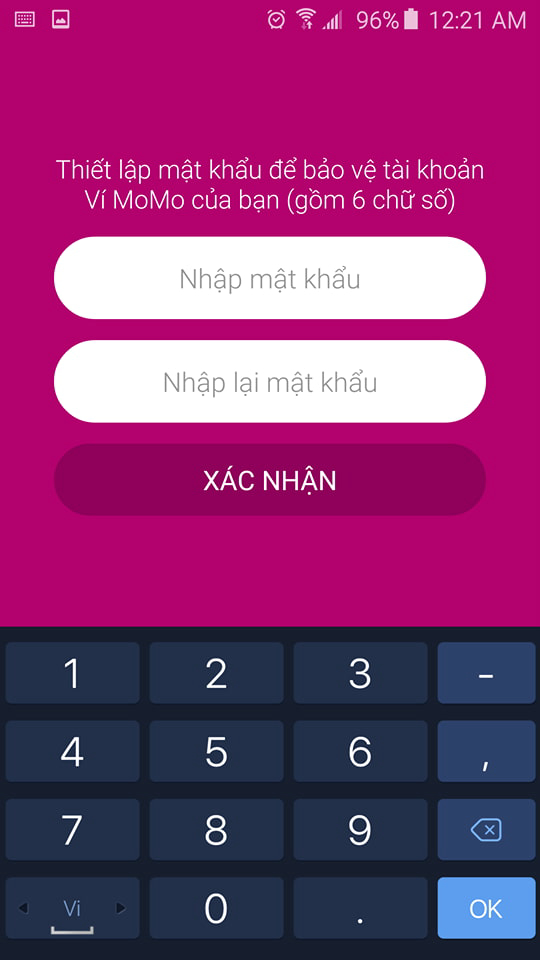 96% 12:21 AM
Thiết lập mật khẩu để bảo vệ tài khoản
Ví MoMo của bạn (gồm 6 chữ số)
Nhập mật khẩu
Nhập lại mật khẩu
XÁC NHẬN
1 2 3 -
4 5 6 ,
7 8 9
Vi 0 . OK